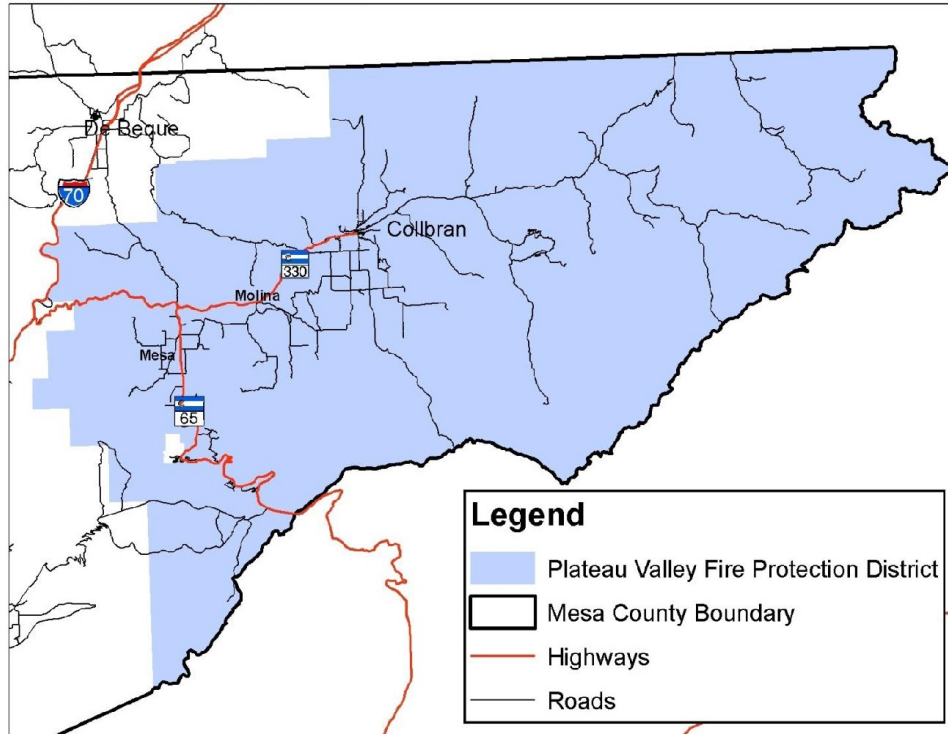 De Beque
70
Collbran
330
Molina
Mesa
65
Legend
Plateau Valley Fire Protection District
Mesa County Boundary
Highways
Roads